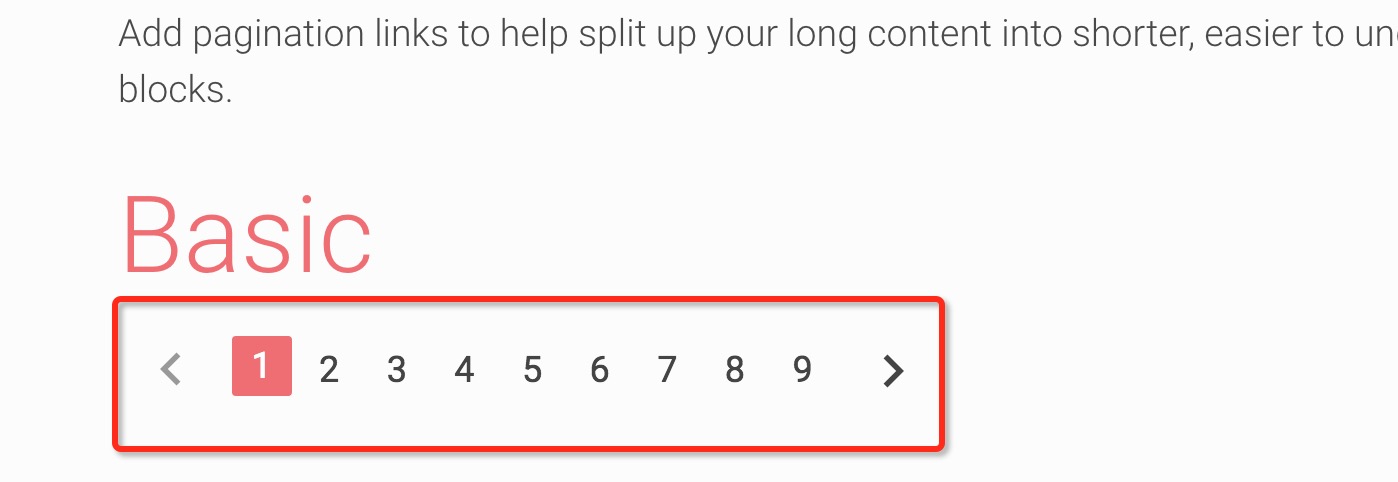 Add pagination links to help split up your long content into shorter, easier to
blocks.
Basic
1 2 3 4 5 6 7 8 9